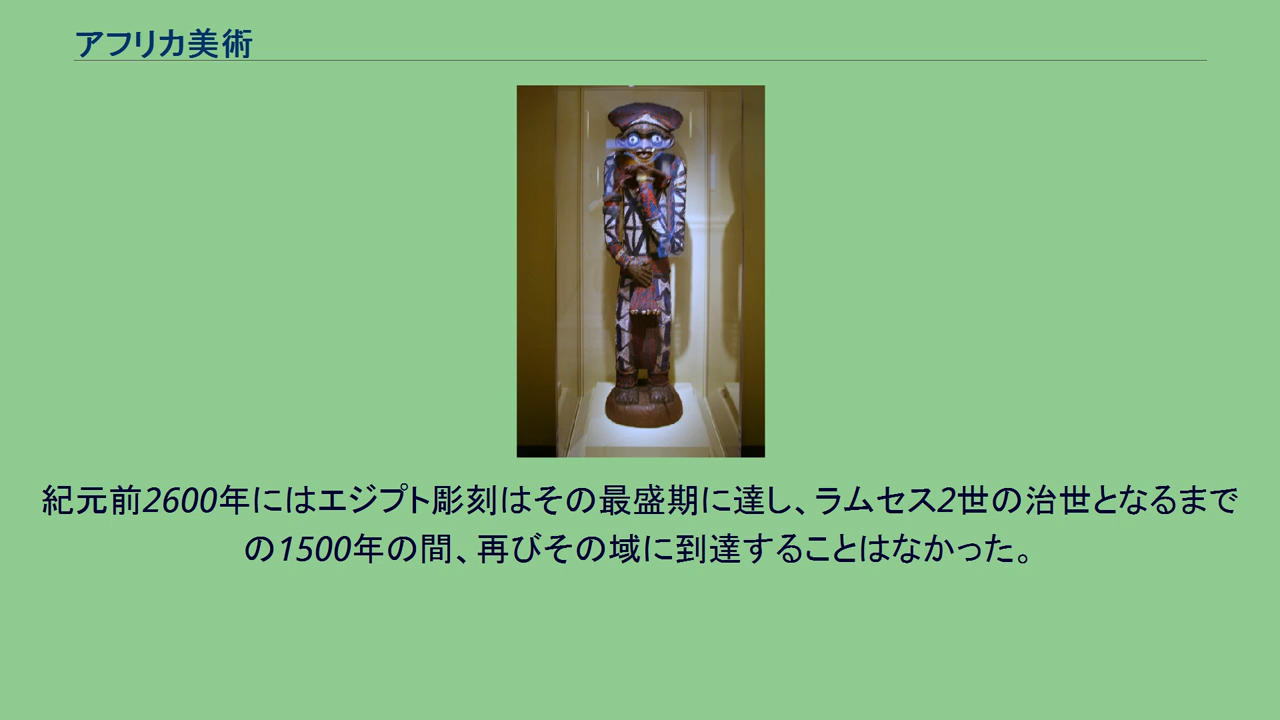 アフリカ美術
紀元前2600年にはエジプト彫刻はその最盛期に達し、ラムセス2世の治世となるまで
の1500年の間、再びその域に到達することはなかった。